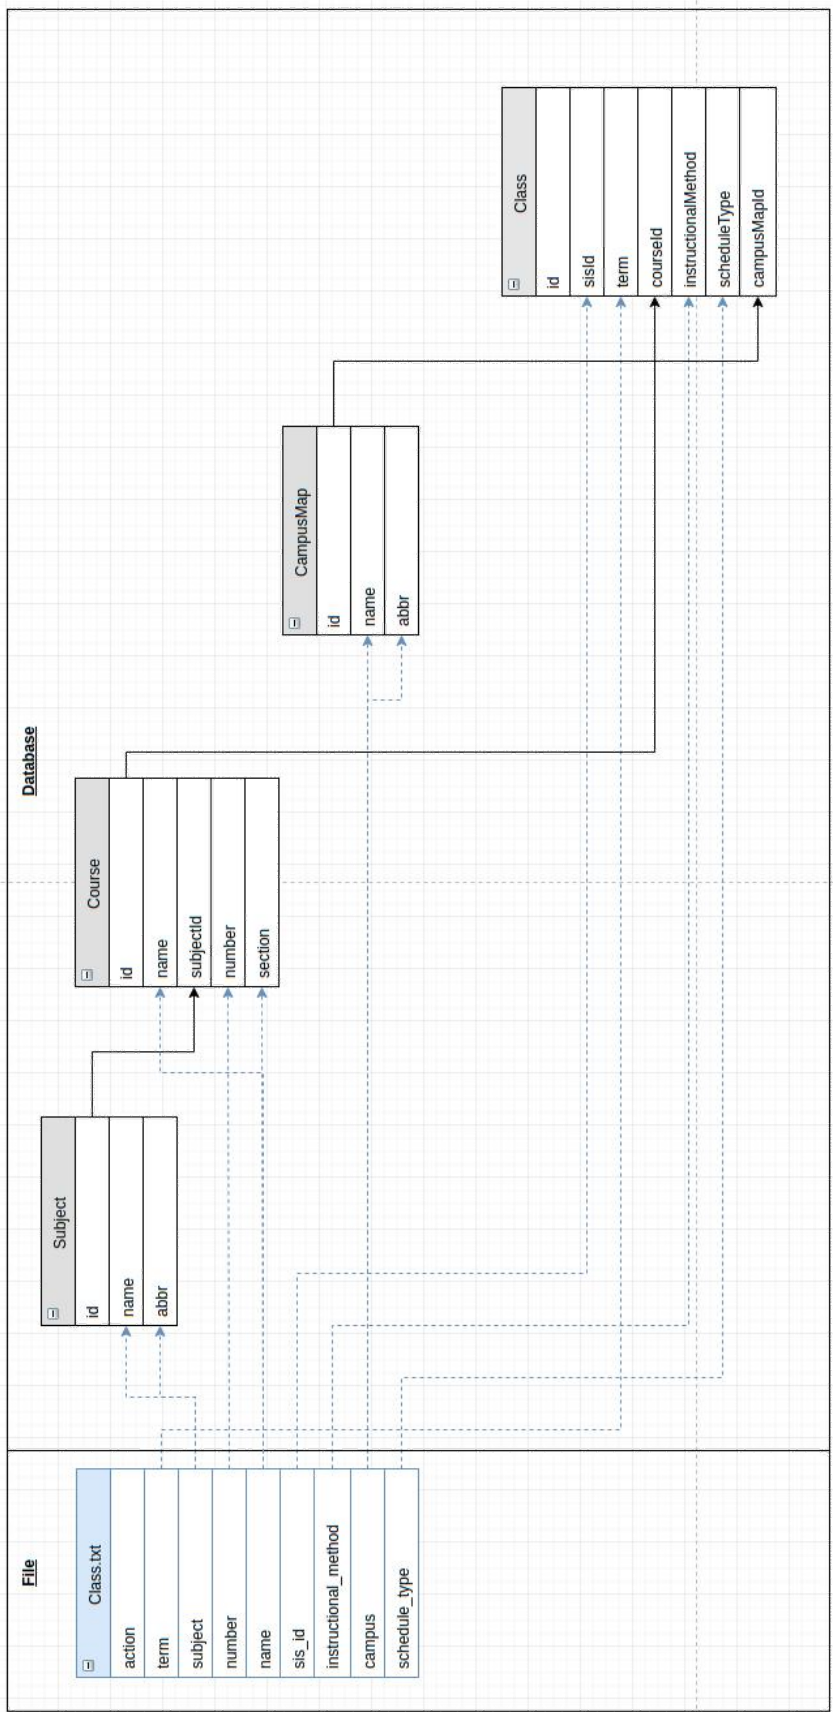 File
Class.txt
action
term
subject
number
name
sis_id
instructional_method
campus
schedule_type
Database
Subject
id
name
abbr
Course
id
name
subjectId
number
section
CampusMap
id
name
abbr
Class
id
sisId
term
courseId
instructionalMethod
scheduleType
campusMapId